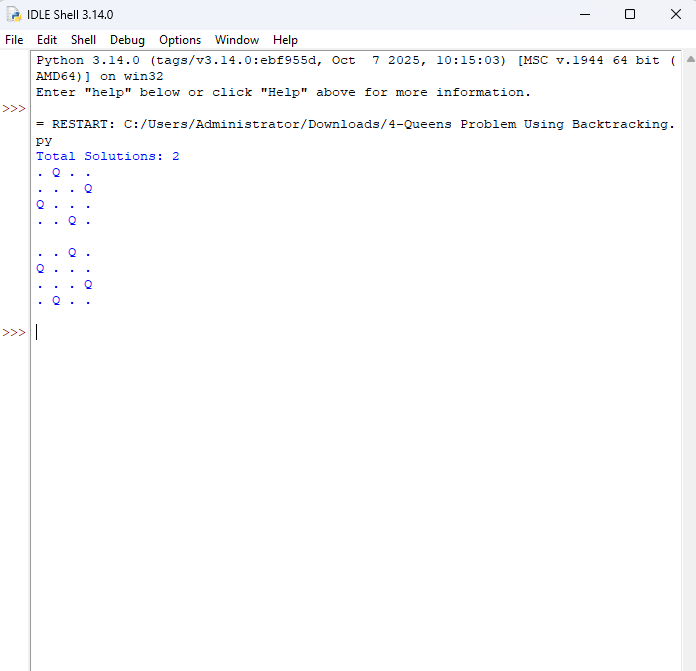 IDLE Shell 3.14.0
File Edit Shell Debug Options Window Help
Python 3.14.0 (tags/v3.14.0:ebf955d, Oct  7 2025, 10:15:03) [MSC v.1944 64 bit (
AMD64)] on win32
Enter "help" below or click "Help" above for more information.
>>>
= RESTART: C:/Users/Administrator/Downloads/4-Queens Problem Using Backtracking.
py
Total Solutions: 2
. Q . .
. . . Q
Q . . .
. . Q .

. . Q .
Q . . .
. . . Q
. Q . .

>>>